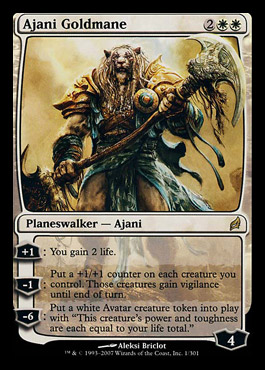 Ajani Goldmane 2
Planeswalker — Ajani
+1 : You gain 2 life.
Put a +1/+1 counter on each creature you
-1 : control. Those creatures gain vigilance
until end of turn.
Put a white Avatar creature token into play
-6 : with “This creature's power and toughness
are each equal to your life total.”
Aleksi Briclot
4
™ & © 1993-2007 Wizards of the Coast, Inc. 1/301